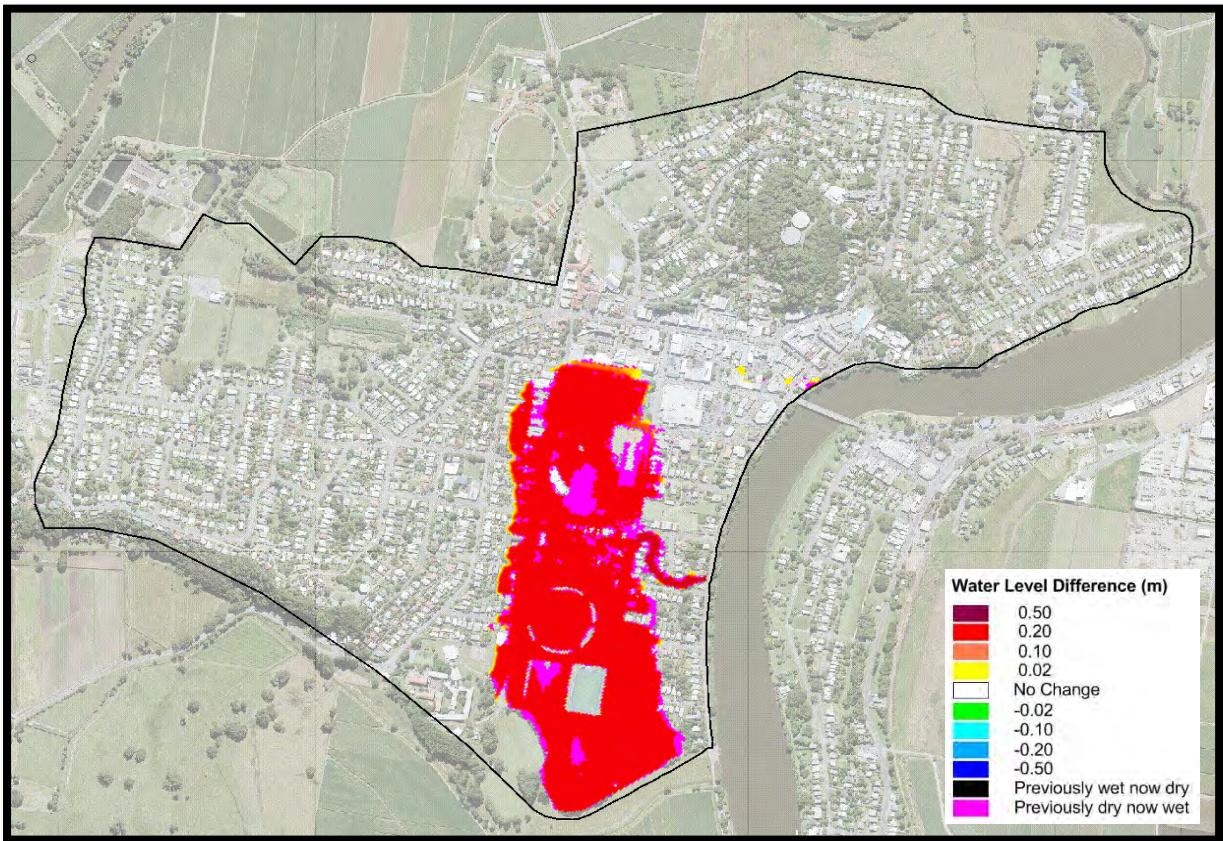 Water Level Difference (m)
0.50
0.20
0.10
0.02
No Change
-0.02
-0.10
-0.20
-0.50
Previously wet now dry
Previously dry now wet